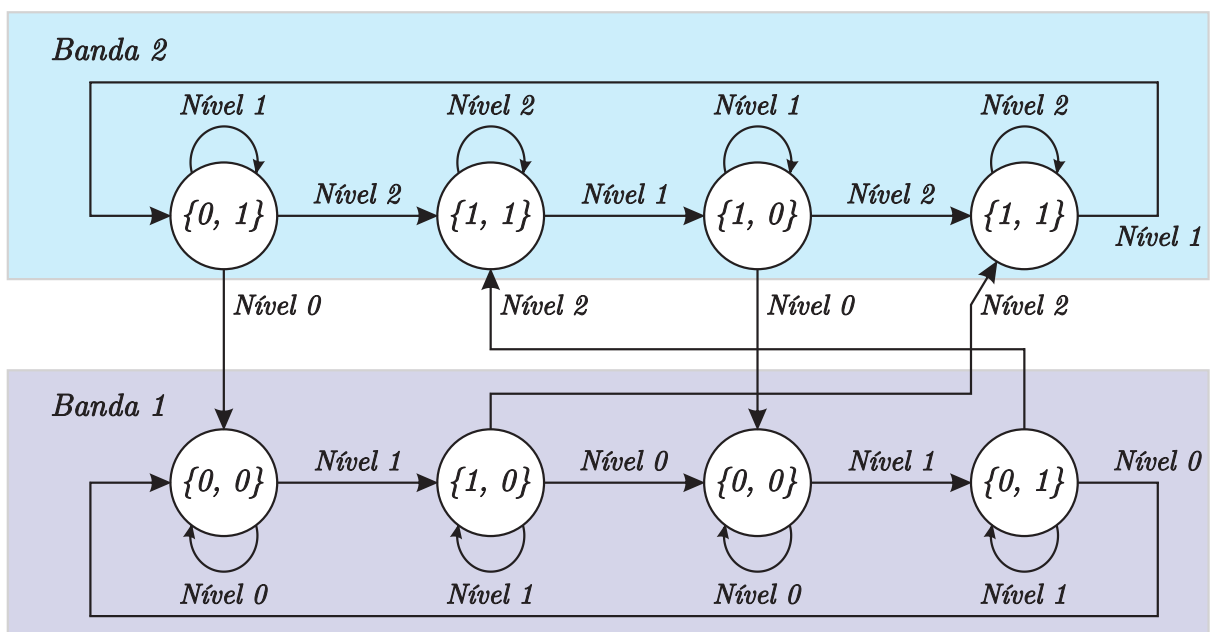 Banda 2
Nível 1 Nível 2 Nível 1 Nível 2
{0, 1} Nível 2 {1, 1} Nível 1 {1, 0} Nível 2 {1, 1} Nível 1
Nível 0 Nível 2 Nível 0 Nível 2
Banda 1
{0, 0} Nível 1 {1, 0} Nível 0 {0, 0} Nível 1 {0, 1} Nível 0
Nível 0 Nível 1 Nível 0 Nível 1